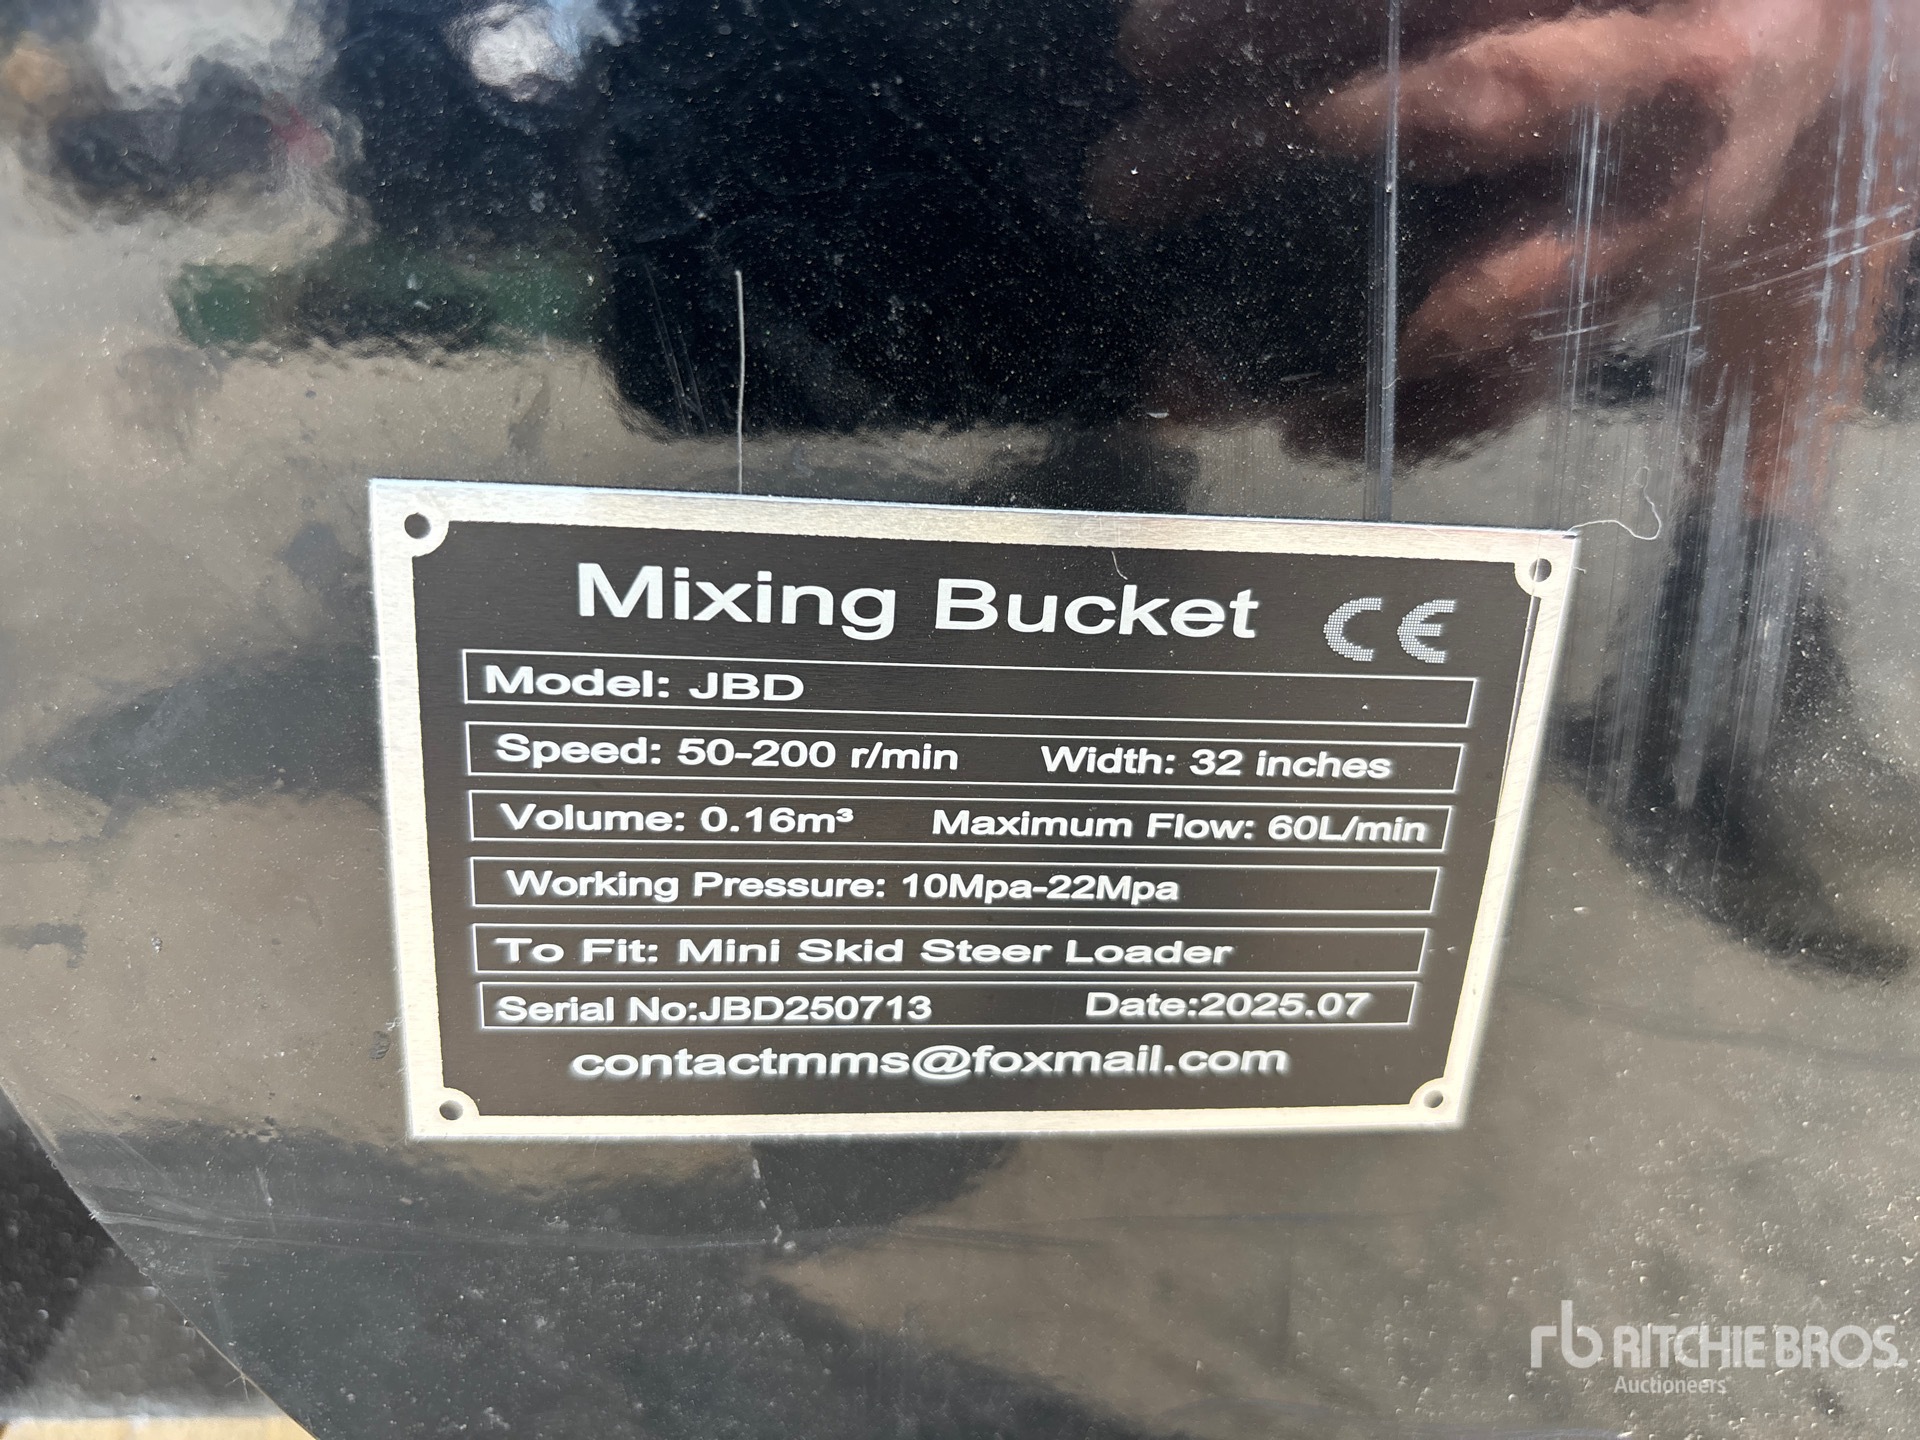 Mixing Bucket CE
Model: JBD
Speed: 50-200 r/min Width: 32 inches
Volume: 0.16m³ Maximum Flow: 60L/min
Working Pressure: 10Mpa-22Mpa
To Fit: Mini Skid Steer Loader
Serial No:JBD250713 Date:2025.07
contactmms@foxmail.com
rb RITCHIE BROS.
Auctioneers